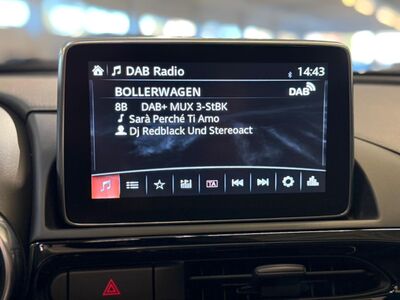 DAB Radio 14:43
BOLLERWAGEN DAB
8B DAB+ MUX 3-StBK
Sarà Perché Ti Amo
Dj Redblack Und Stereoact
TA